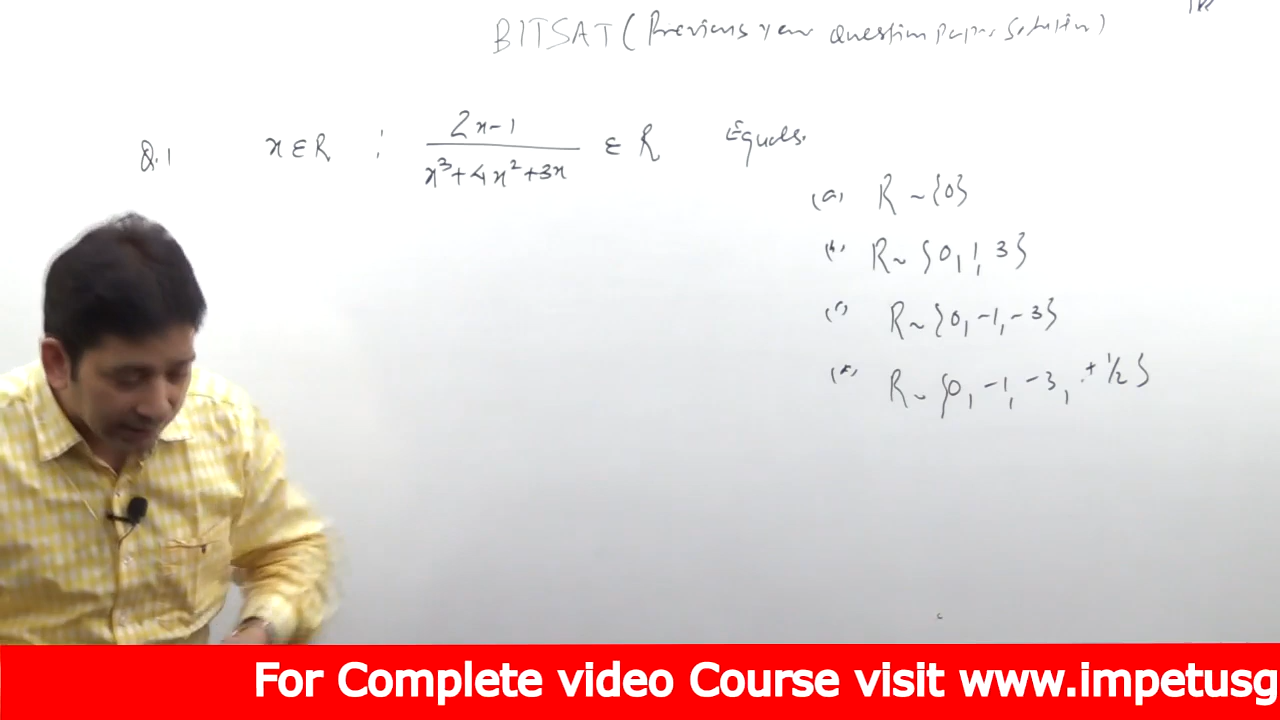 BITSAT (Previous year Question Paper Solution)
Q.1 x ∈ R : 2x-1 / x³+4x²+3x ∈ R Equals.
(a) R ~ {0}
(b) R ~ {0, 1, 3}
(c) R ~ {0, -1, -3}
R ~ {0, -1, -3, + 1/2}
For Complete video Course visit www.impetusg